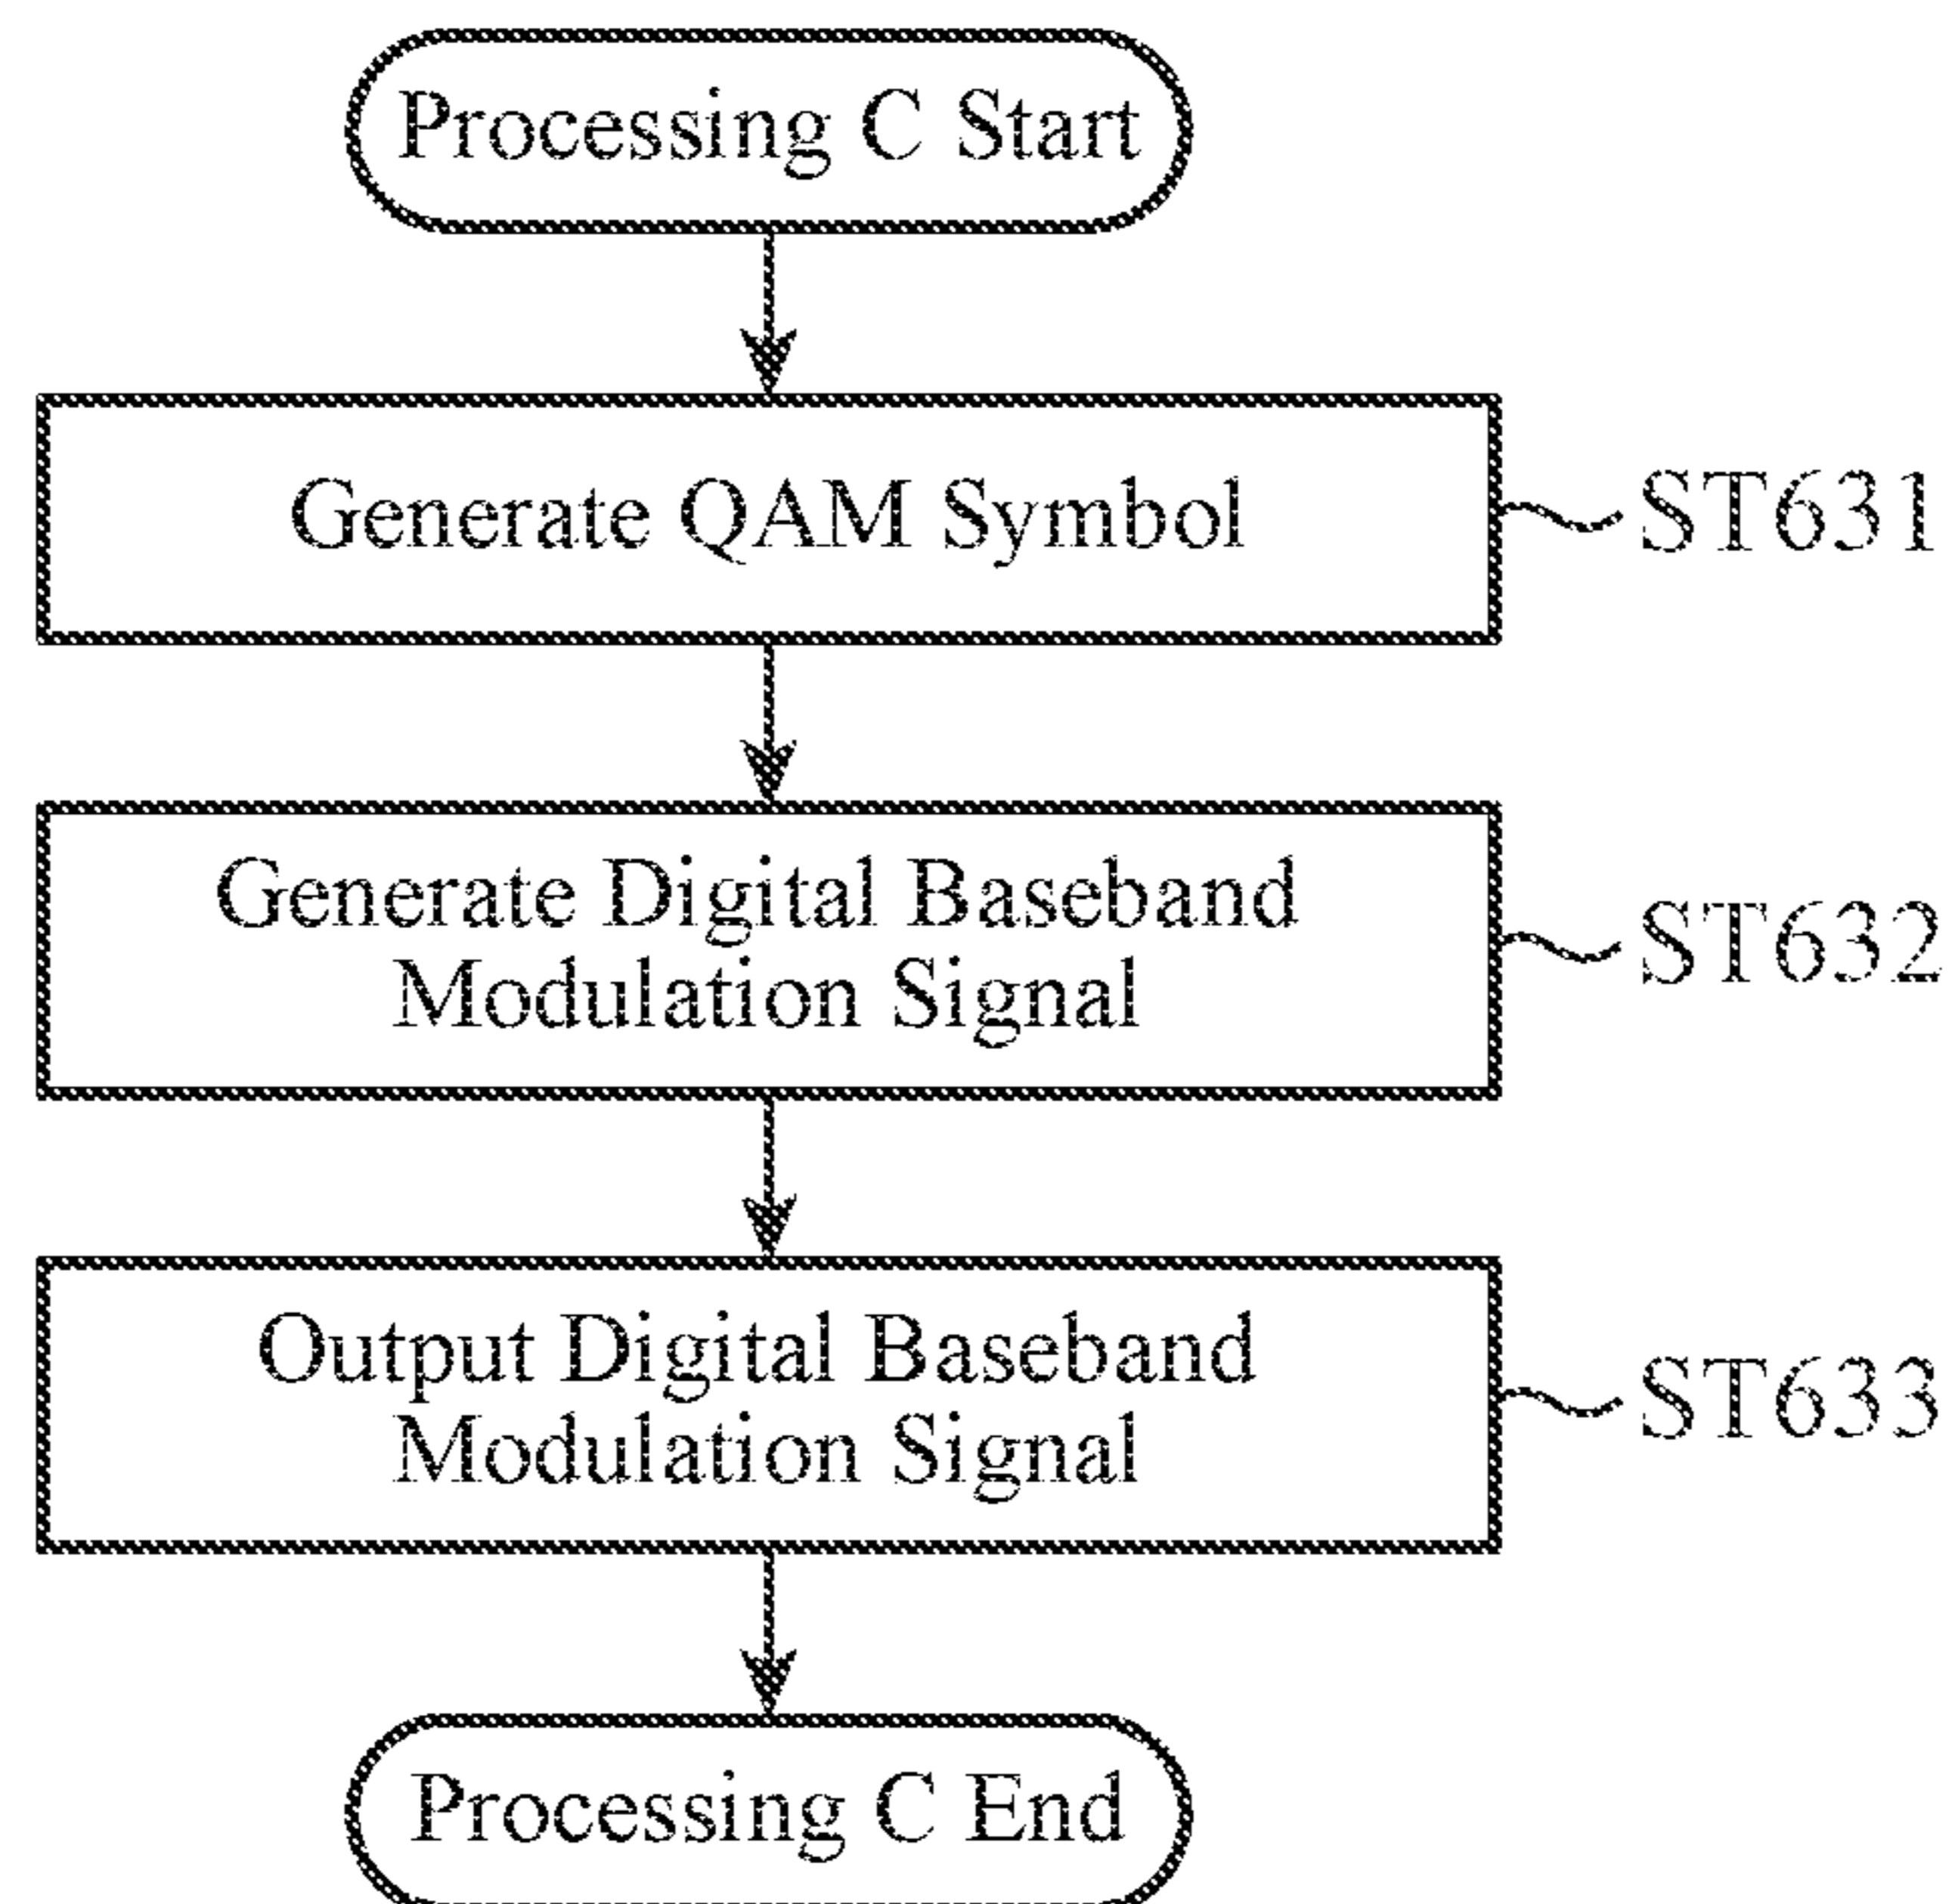 Processing C Start
Generate QAM Symbol
ST631
Generate Digital Baseband
Modulation Signal
ST632
Output Digital Baseband
Modulation Signal
ST633
Processing C End